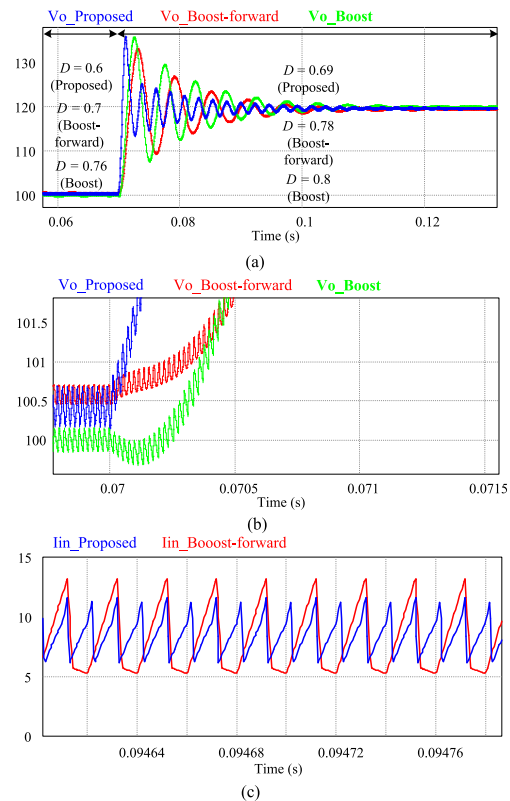 Vo_Proposed Vo_Boost-forward Vo_Boost
130
120
110
100
D = 0.6
(Proposed)
D = 0.7
(Boost-
forward)
D = 0.76
(Boost)
D = 0.69
(Proposed)
D = 0.78
(Boost-
forward)
D = 0.8
(Boost)
0.06 0.08 0.1 0.12
Time (s)
(a)
Vo_Proposed Vo_Boost-forward Vo_Boost
101.5
101
100.5
100
0.07 0.0705 0.071 0.0715
Time (s)
(b)
Iin_Proposed Iin_Booost-forward
15
10
5
0
0.09464 0.09468 0.09472 0.09476
Time (s)
(c)